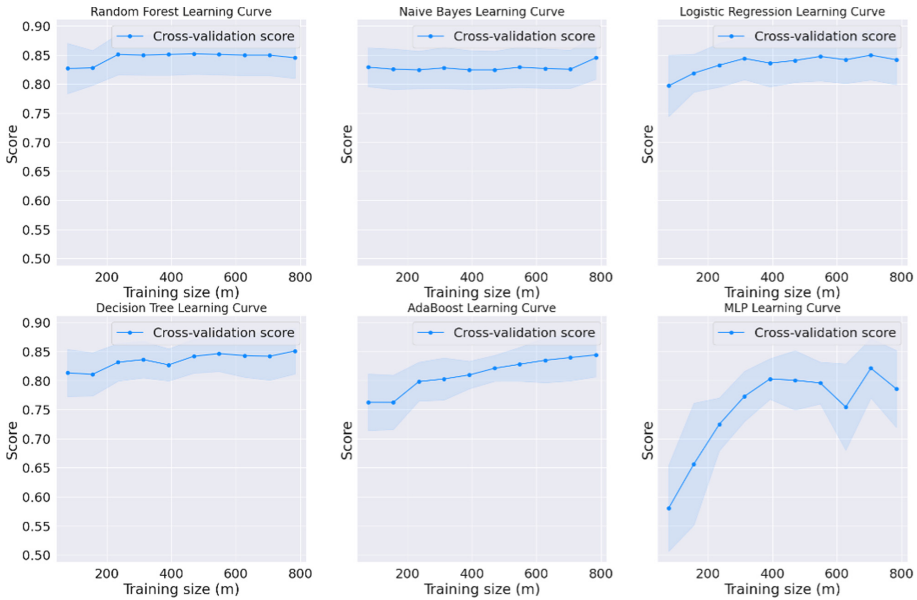 Random Forest Learning Curve
Naive Bayes Learning Curve
Logistic Regression Learning Curve
0.90
0.85
0.80
0.75
0.70
0.65
0.60
0.55
0.50
Score
Cross-validation score
200
400
600
800
Training size (m)
Score
Cross-validation score
200
400
600
800
Training size (m)
Score
Cross-validation score
200
400
600
800
Training size (m)
Decision Tree Learning Curve
AdaBoost Learning Curve
MLP Learning Curve
0.90
0.85
0.80
0.75
0.70
0.65
0.60
0.55
0.50
Score
Cross-validation score
200
400
600
800
Training size (m)
Score
Cross-validation score
200
400
600
800
Training size (m)
Score
Cross-validation score
200
400
600
800
Training size (m)